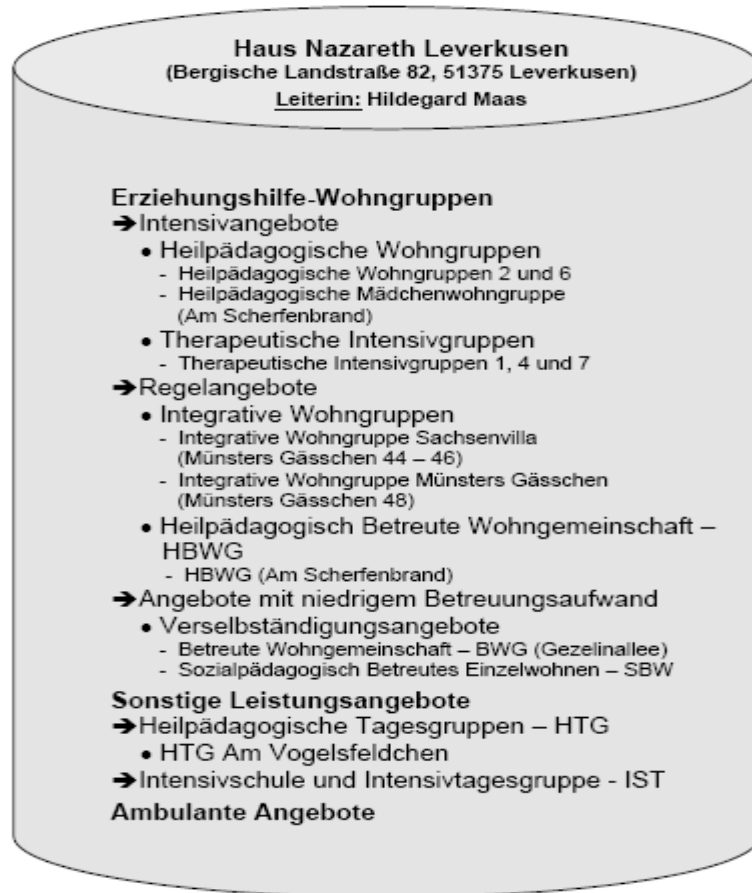 Haus Nazareth Leverkusen
(Bergische Landstraße 82, 51375 Leverkusen)
Leiterin: Hildegard Maas
Erziehungshilfe-Wohngruppen
➔Intensivangebote
• Heilpädagogische Wohngruppen
- Heilpädagogische Wohngruppen 2 und 6
- Heilpädagogische Mädchenwohngruppe
(Am Scherfenbrand)
• Therapeutische Intensivgruppen
- Therapeutische Intensivgruppen 1, 4 und 7
➔Regelangebote
• Integrative Wohngruppen
- Integrative Wohngruppe Sachsenvilla
(Münsters Gässchen 44 – 46)
- Integrative Wohngruppe Münsters Gässchen
(Münsters Gässchen 48)
• Heilpädagogisch Betreute Wohngemeinschaft –
HBWG
- HBWG (Am Scherfenbrand)
➔Angebote mit niedrigem Betreuungsaufwand
• Verselbständigungsangebote
- Betreute Wohngemeinschaft – BWG (Gezelinallee)
- Sozialpädagogisch Betreutes Einzelwohnen – SBW
Sonstige Leistungsangebote
➔Heilpädagogische Tagesgruppen – HTG
• HTG Am Vogelsfeldchen
➔Intensivschule und Intensivtagesgruppe - IST
Ambulante Angebote